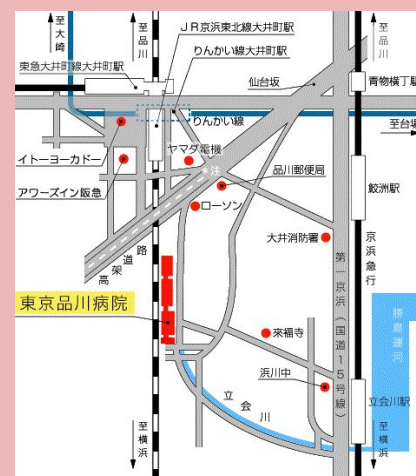 至大崎
至品川
JR京浜東北線大井町駅
りんかい線大井町駅
東急大井町線大井町駅
仙台坂
至品川
青物横丁駅
りんかい線
至台場
イトーヨーカドー
ヤマダ電機
*注
品川郵便局
アワーズイン阪急
鮫洲駅
ローソン
大井消防署
高架道路
第一京浜(国道15号線)
京浜急行
東京品川病院
勝島運河
來福寺
浜川中
立会川
立会川駅
至横浜
至横浜